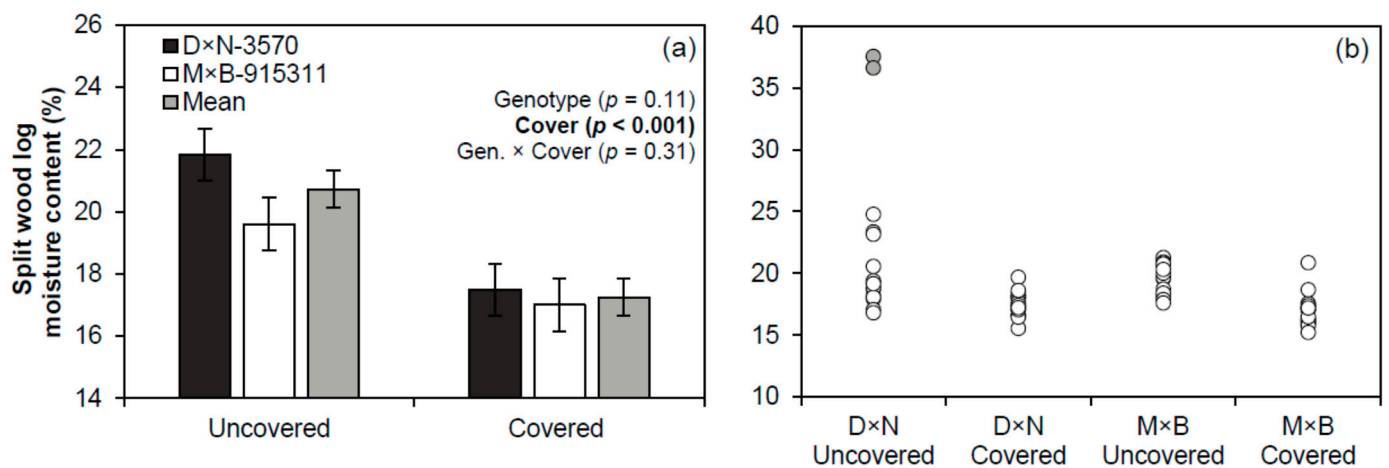 Split wood log
moisture content (%)
26
24
22
20
18
16
14
D×N-3570
M×B-915311
Mean
(a)
Genotype (p = 0.11)
Cover (p < 0.001)
Gen. × Cover (p = 0.31)
Uncovered
Covered
40
35
30
25
20
15
10
(b)
D×N
Uncovered
D×N
Covered
M×B
Uncovered
M×B
Covered